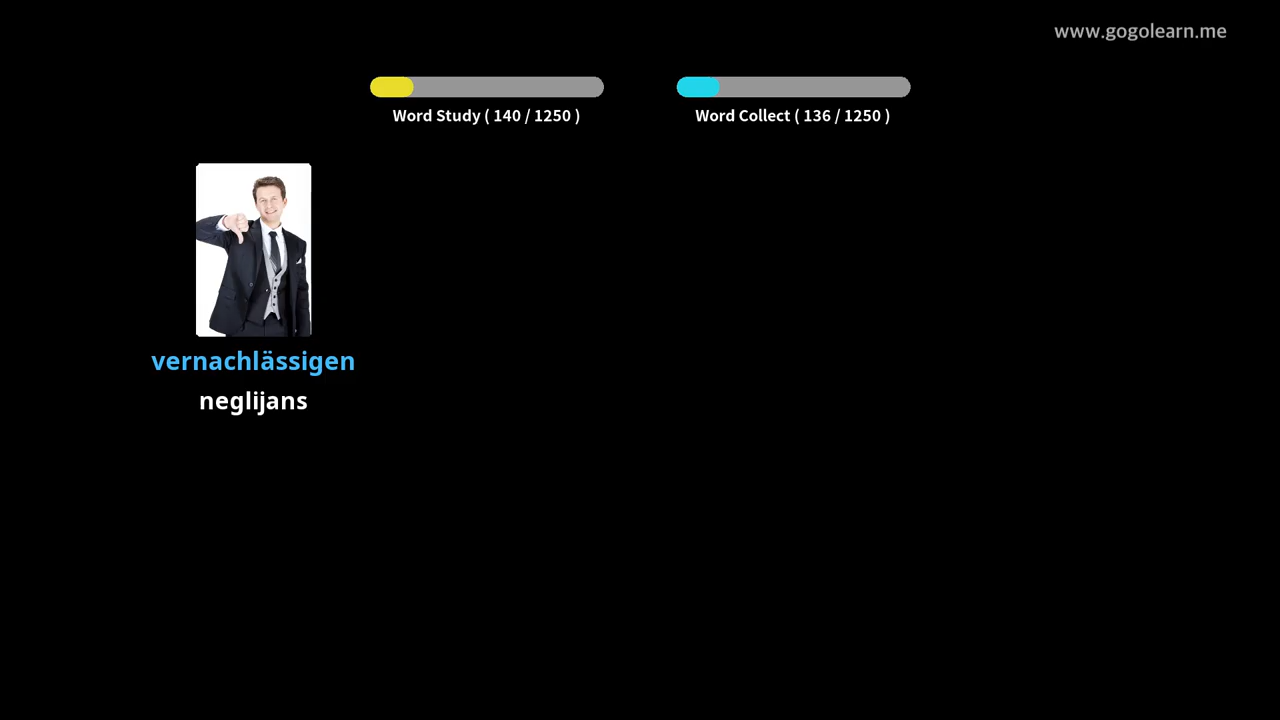 www.gogolearn.me
Word Study ( 140 / 1250 )
Word Collect ( 136 / 1250 )
vernachlässigen
neglijans